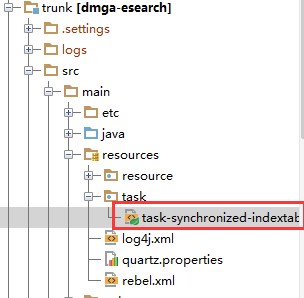 trunk [dmga-esearch]
.settings
logs
src
main
etc
java
resources
resource
task
task-synchronized-indextab
log4j.xml
quartz.properties
rebel.xml